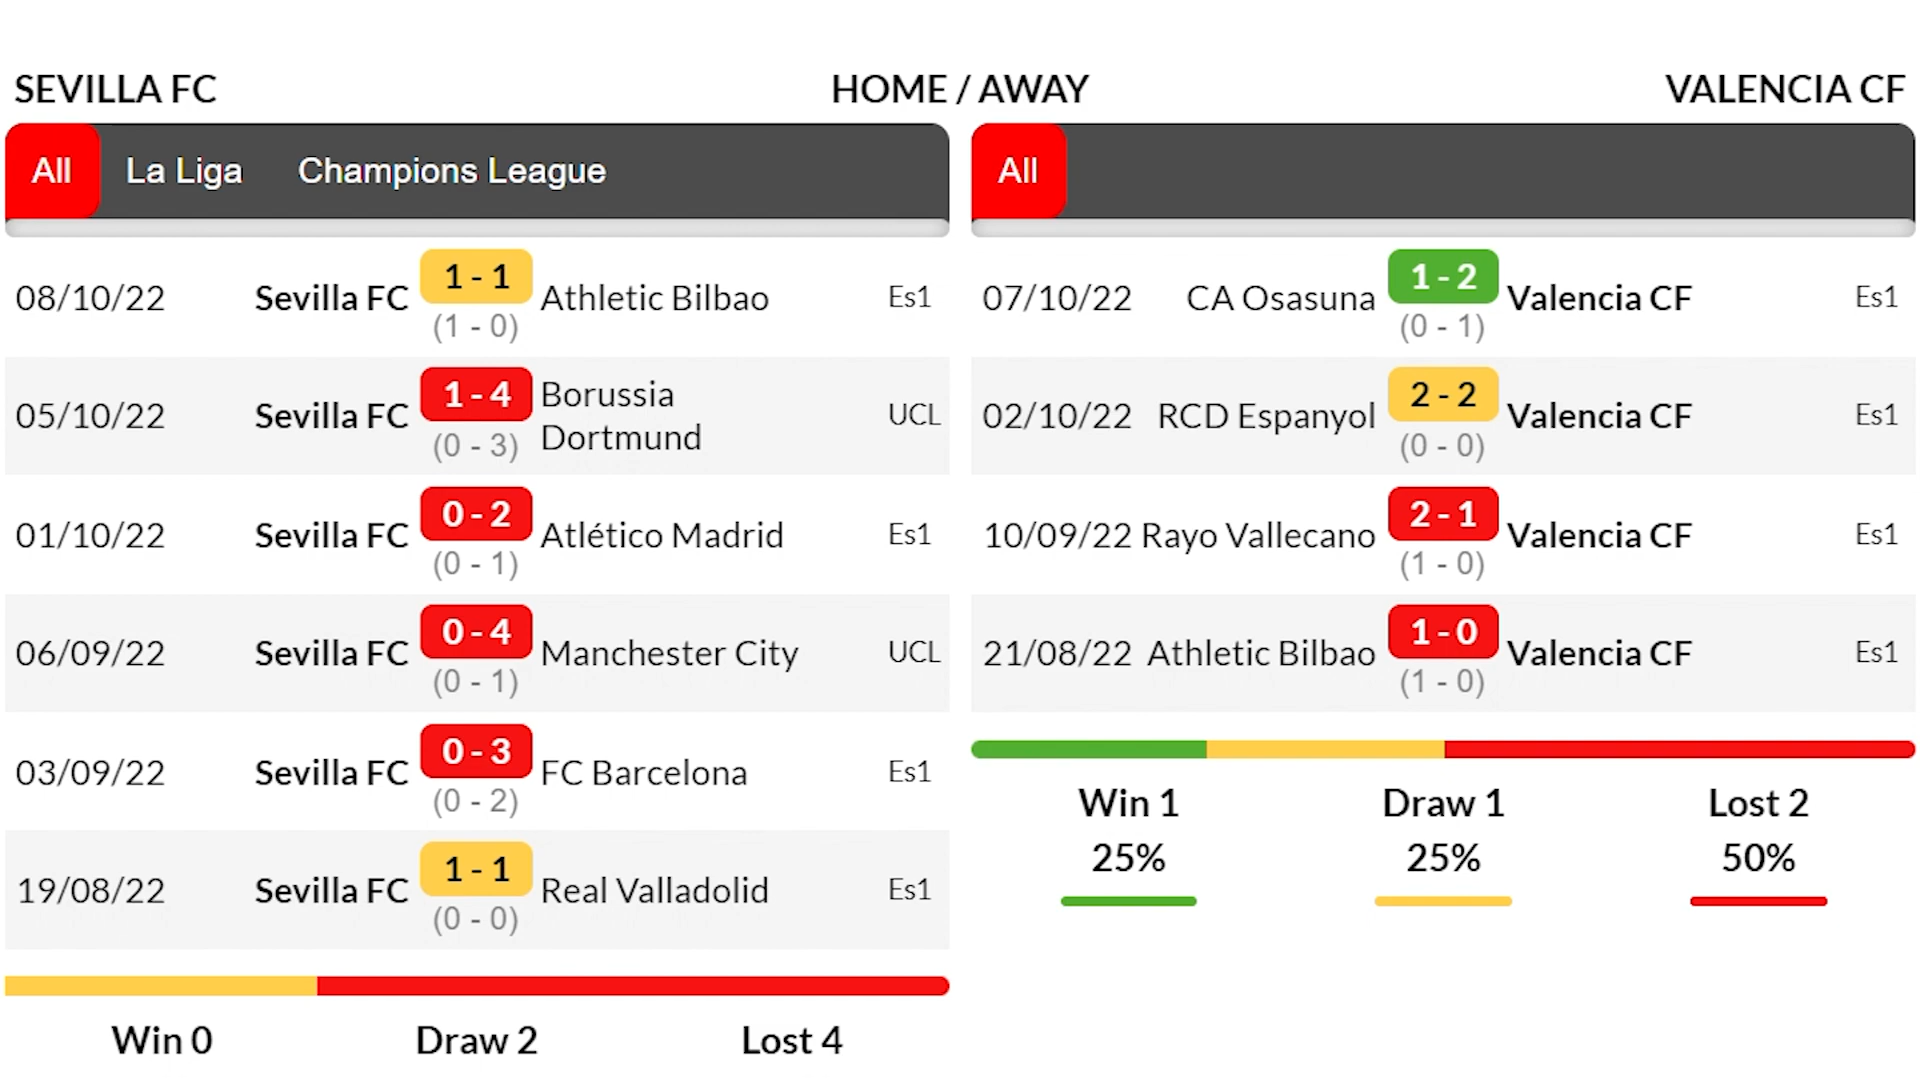 SEVILLA FC HOME / AWAY VALENCIA CF
All La Liga Champions League
All
08/10/22 Sevilla FC 1 - 1 Athletic Bilbao Es1
(1 - 0)
05/10/22 Sevilla FC 1 - 4 Borussia Dortmund UCL
(0 - 3)
01/10/22 Sevilla FC 0 - 2 Atlético Madrid Es1
(0 - 1)
06/09/22 Sevilla FC 0 - 4 Manchester City UCL
(0 - 1)
03/09/22 Sevilla FC 0 - 3 FC Barcelona Es1
(0 - 2)
19/08/22 Sevilla FC 1 - 1 Real Valladolid Es1
(0 - 0)
Win 0 Draw 2 Lost 4
07/10/22 CA Osasuna 1 - 2 Valencia CF Es1
(0 - 1)
02/10/22 RCD Espanyol 2 - 2 Valencia CF Es1
(0 - 0)
10/09/22 Rayo Vallecano 2 - 1 Valencia CF Es1
(1 - 0)
21/08/22 Athletic Bilbao 1 - 0 Valencia CF Es1
(1 - 0)
Win 1 Draw 1 Lost 2
25% 25% 50%